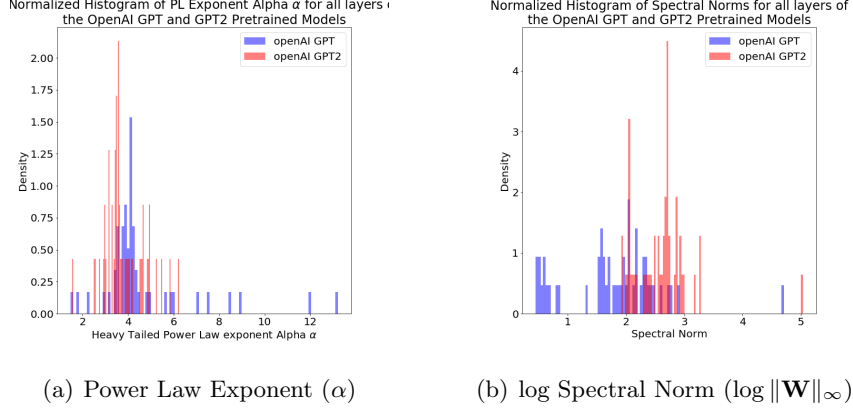 Normalized Histogram of PL Exponent Alpha α for all layers
the OpenAI GPT and GPT2 Pretrained Models
openAI GPT
openAI GPT2
2.00
1.75
1.50
1.25
1.00
0.75
0.50
0.25
0.00
Density
2 4 6 8 10 12
Heavy Tailed Power Law exponent Alpha α
(a) Power Law Exponent (α)
Normalized Histogram of Spectral Norms for all layers of
the OpenAI GPT and GPT2 Pretrained Models
openAI GPT
openAI GPT2
4
3
2
1
0
Density
1 2 3 4 5
Spectral Norm
(b) log Spectral Norm (log ‖W‖∞)